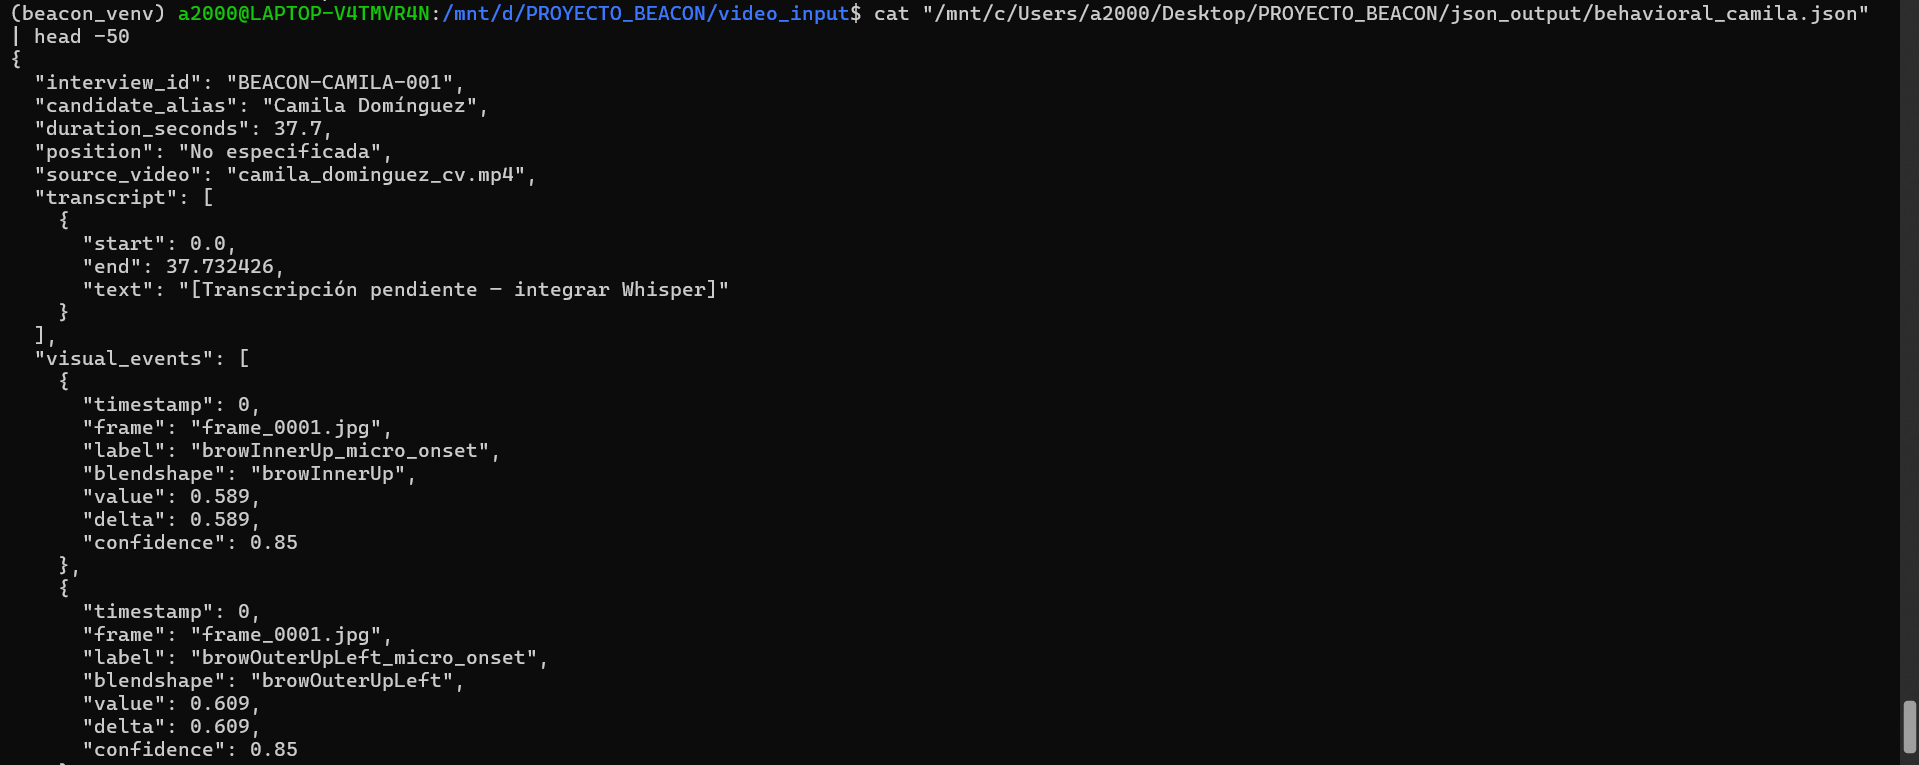 (beacon_venv) a2000@LAPTOP-V4TMVR4N:/mnt/d/PROYECTO_BEACON/video_input$ cat "/mnt/c/Users/a2000/Desktop/PROYECTO_BEACON/json_output/behavioral_camila.json"
| head -50
{
  "interview_id": "BEACON-CAMILA-001",
  "candidate_alias": "Camila Domínguez",
  "duration_seconds": 37.7,
  "position": "No especificada",
  "source_video": "camila_dominguez_cv.mp4",
  "transcript": [
    {
      "start": 0.0,
      "end": 37.732426,
      "text": "[Transcripción pendiente — integrar Whisper]"
    }
  ],
  "visual_events": [
    {
      "timestamp": 0,
      "frame": "frame_0001.jpg",
      "label": "browInnerUp_micro_onset",
      "blendshape": "browInnerUp",
      "value": 0.589,
      "delta": 0.589,
      "confidence": 0.85
    },
    {
      "timestamp": 0,
      "frame": "frame_0001.jpg",
      "label": "browOuterUpLeft_micro_onset",
      "blendshape": "browOuterUpLeft",
      "value": 0.609,
      "delta": 0.609,
      "confidence": 0.85